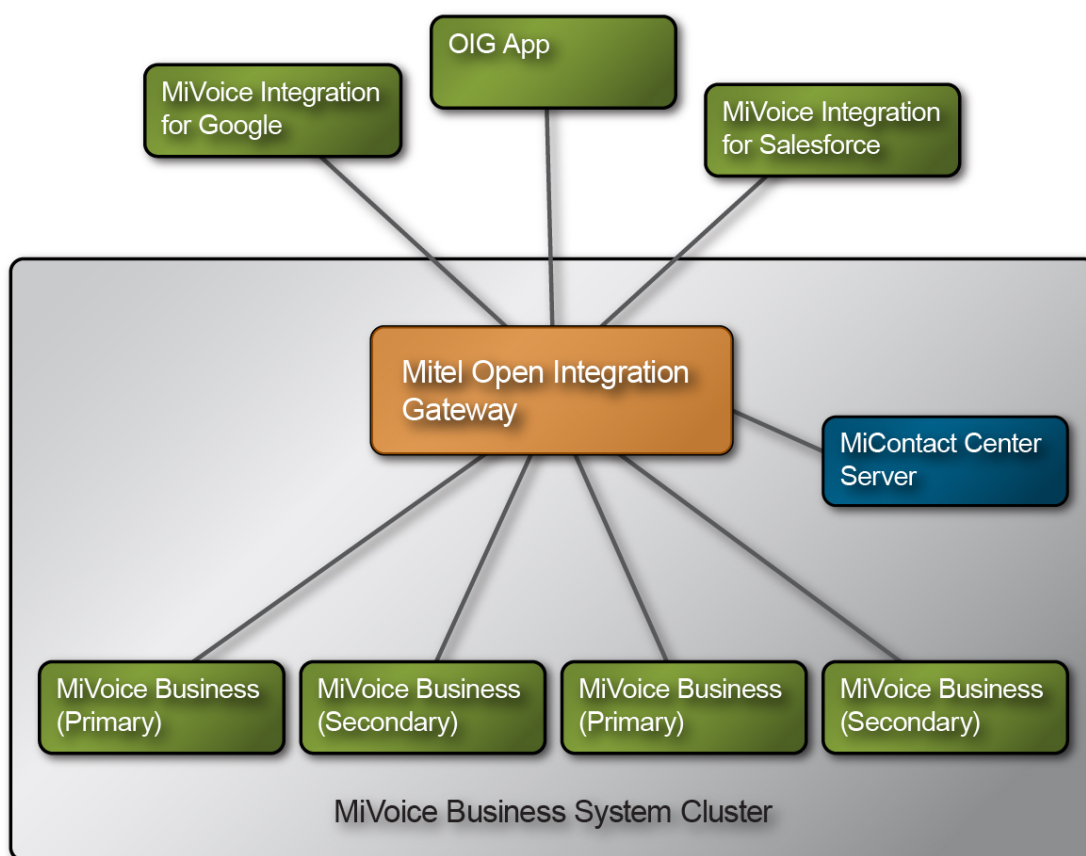 OIG App
MiVoice Integration
for Google
MiVoice Integration
for Salesforce
Mitel Open Integration
Gateway
MiContact Center
Server
MiVoice Business
(Primary)
MiVoice Business
(Secondary)
MiVoice Business
(Primary)
MiVoice Business
(Secondary)
MiVoice Business System Cluster